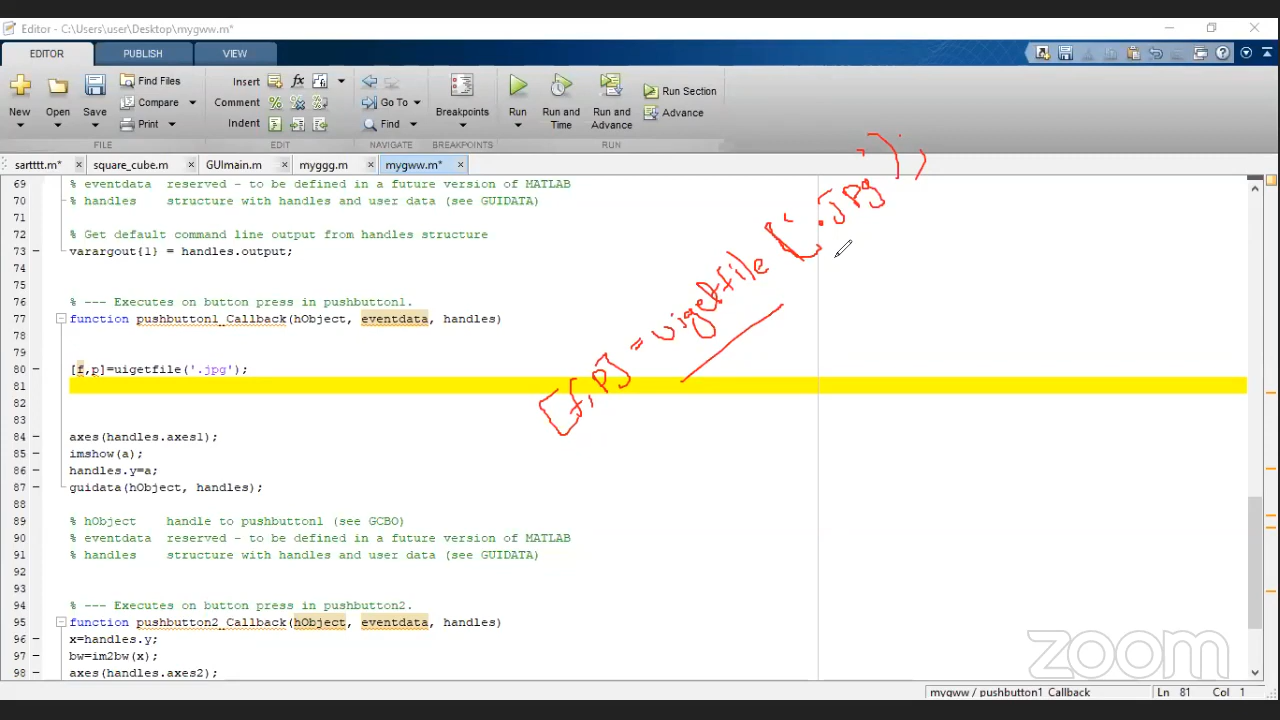 Editor - C:\Users\user\Desktop\mygww.m*
EDITOR PUBLISH VIEW
New Open Save Find Files Compare Print
Insert Comment Indent
Go To Find
Breakpoints
Run Run and Time Run and Advance Run Section Advance
FILE EDIT NAVIGATE BREAKPOINTS RUN
sartttt.m* × square_cube.m × GUImain.m × myggg.m × mygww.m* ×
69 % eventdata reserved - to be defined in a future version of MATLAB
70 % handles structure with handles and user data (see GUIDATA)
71
72 % Get default command line output from handles structure
73 varargout{1} = handles.output;
74
75
76 % --- Executes on button press in pushbutton1.
77 function pushbutton1_Callback(hObject, eventdata, handles)
78
79
80 [f,p]=uigetfile('.jpg');
81
82
83
84 axes(handles.axes1);
85 imshow(a);
86 handles.y=a;
87 guidata(hObject, handles);
88
89 % hObject handle to pushbutton1 (see GCBO)
90 % eventdata reserved - to be defined in a future version of MATLAB
91 % handles structure with handles and user data (see GUIDATA)
92
93
94 % --- Executes on button press in pushbutton2.
95 function pushbutton2_Callback(hObject, eventdata, handles)
96 x=handles.y;
97 bw=im2bw(x);
98 axes(handles.axes2);
[f,p] = uigetfile('.jpg');
zoom
mygww / pushbutton1_Callback Ln 81 Col 1